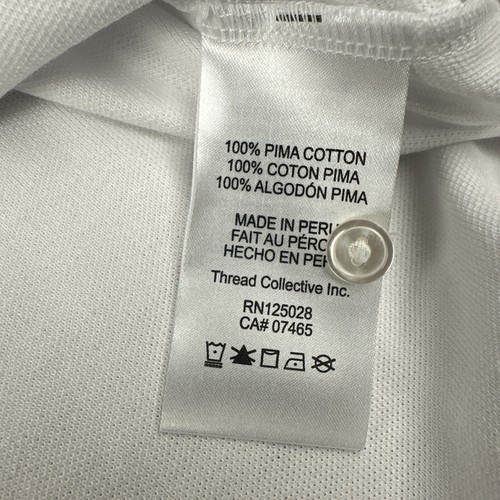 100% PIMA COTTON
100% COTON PIMA
100% ALGODÓN PIMA
MADE IN
FAIT AU
HECHO EN
Thread Collective Inc.
RN125028
CA# 07465